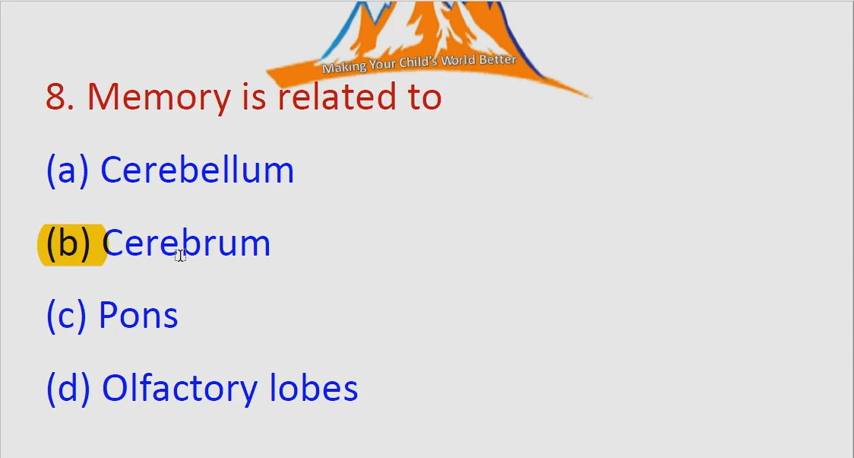 Making Your Child's World Better
8. Memory is related to
(a) Cerebellum
(b) Cerebrum
(c) Pons
(d) Olfactory lobes